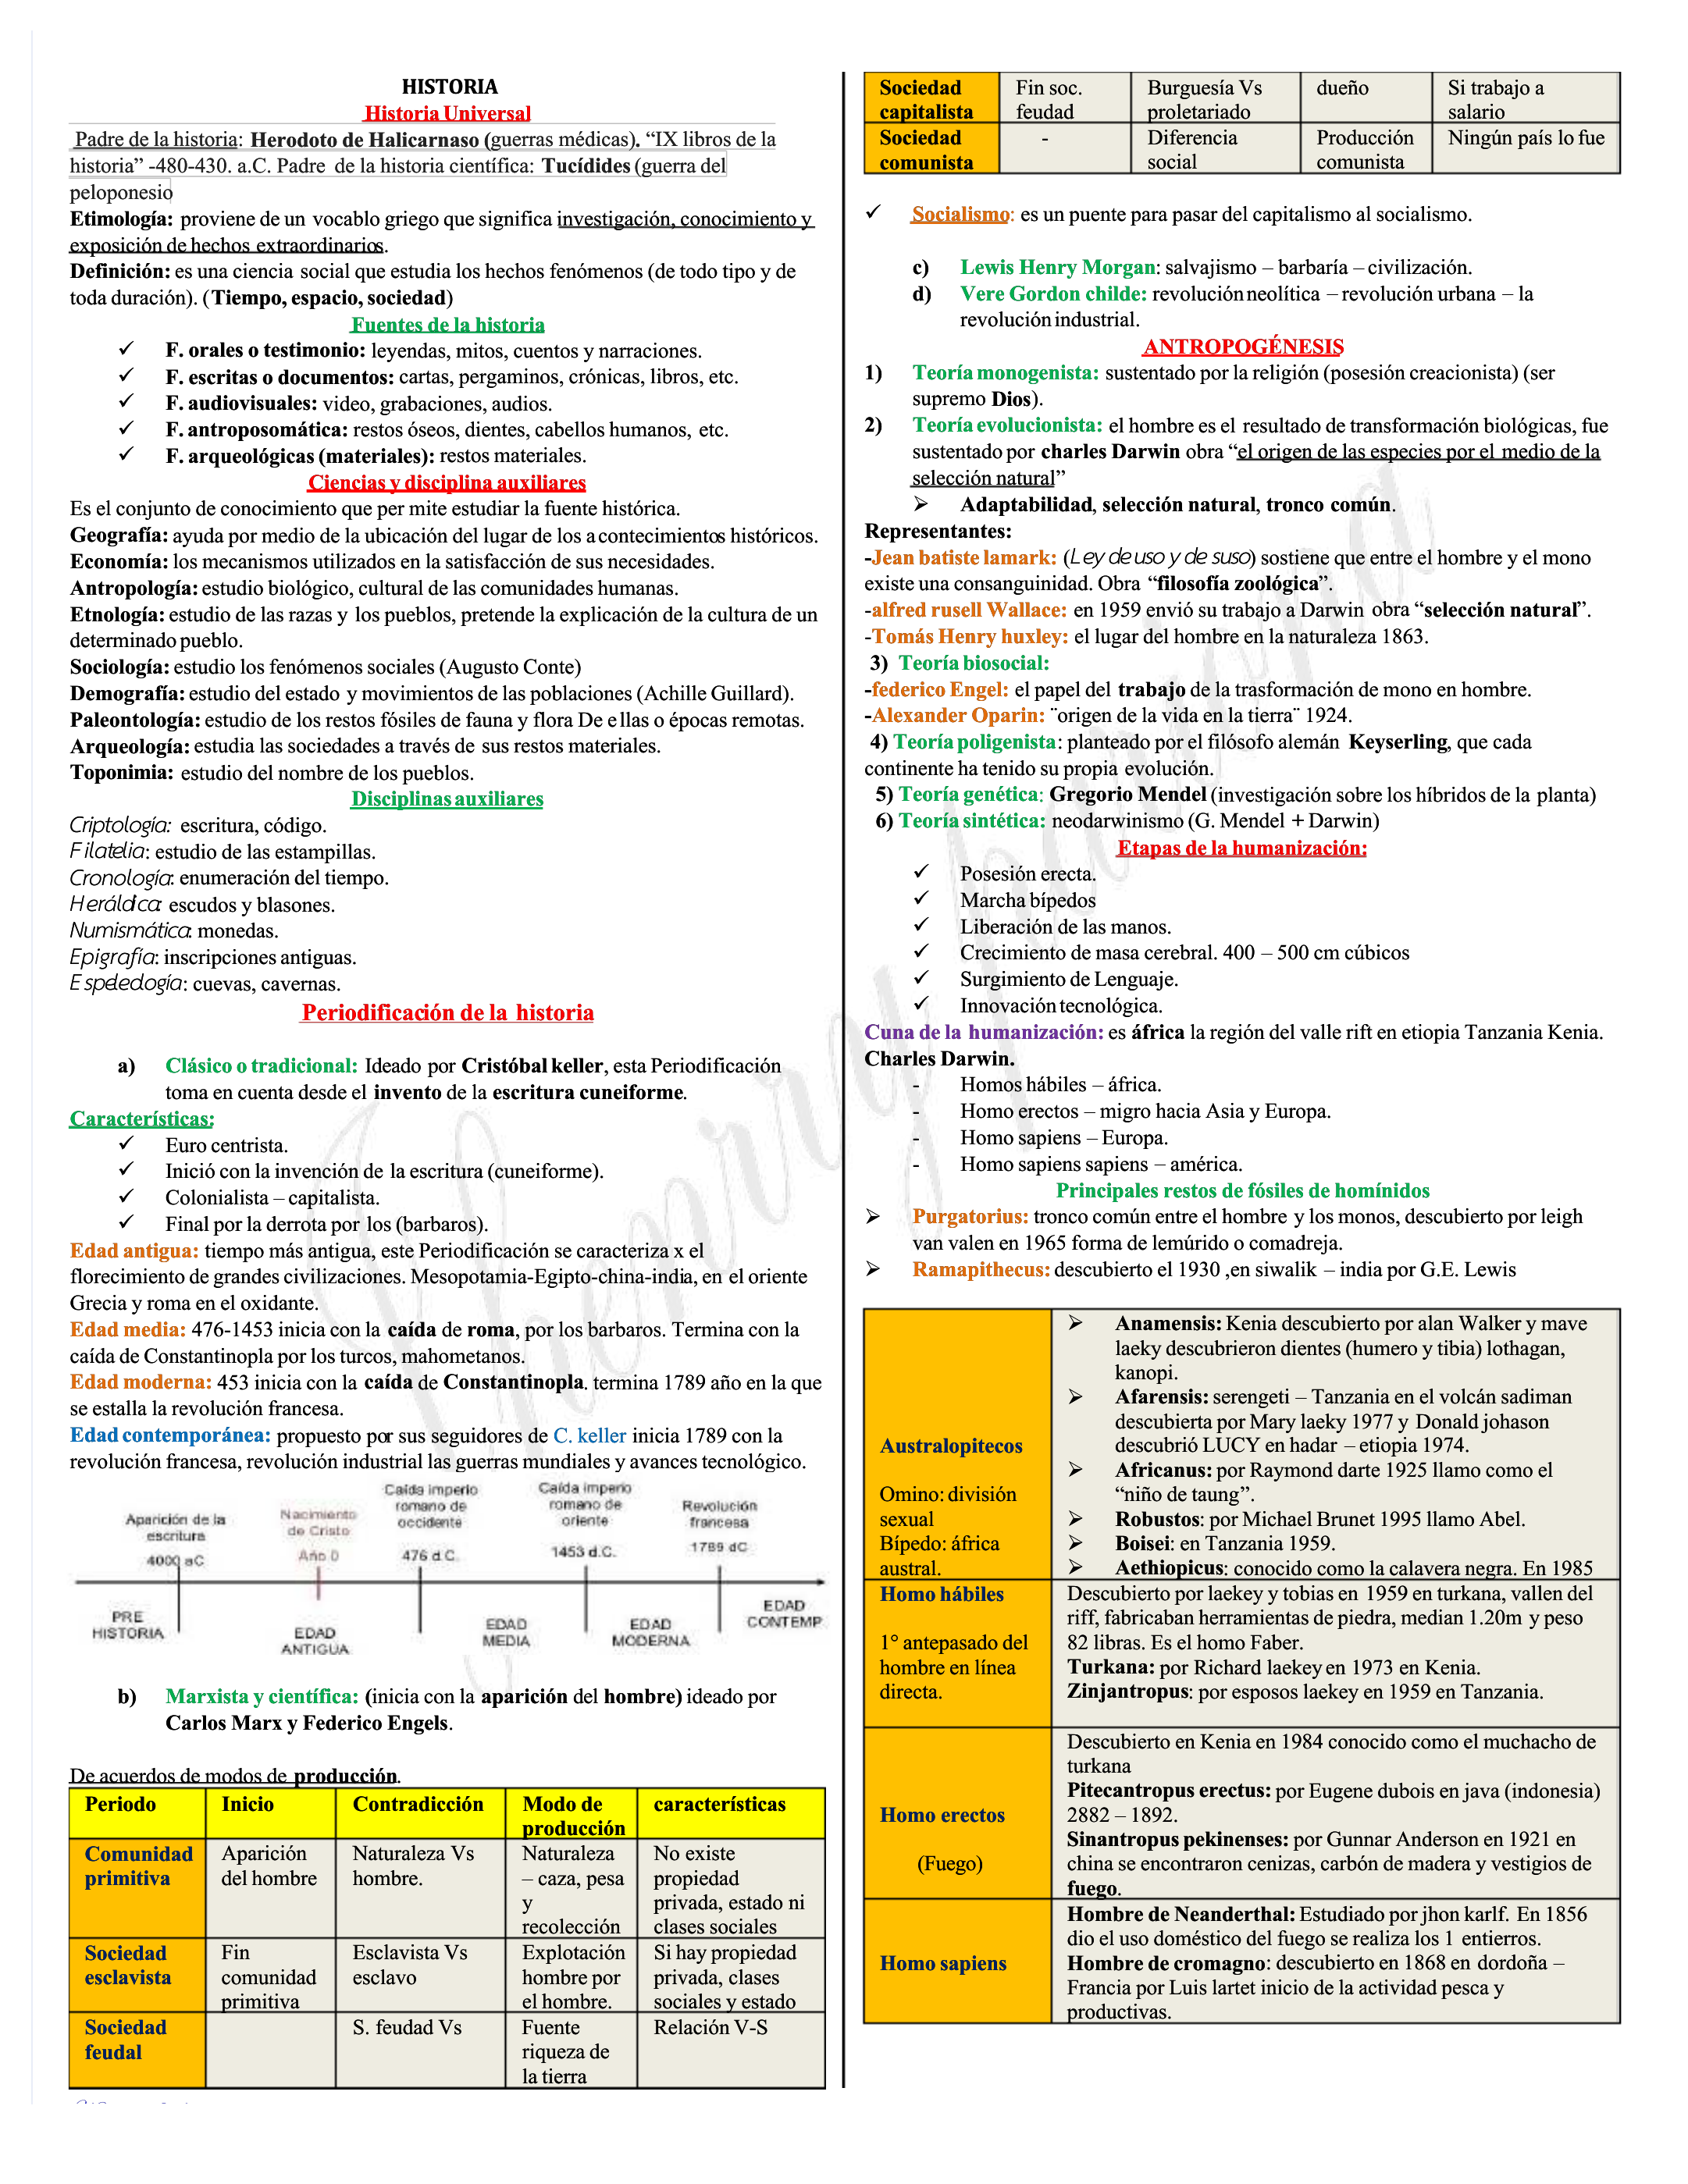 HISTORIA
Historia Universal
Padre de la historia: Herodoto de Halicarnaso (guerras médicas). “IX libros de la
historia” -480-430. a.C. Padre de la historia científica: Tucídides (guerra del
peloponesio
Etimología: proviene de un vocablo griego que significa investigación, conocimiento y
exposición de hechos extraordinarios.
Definición: es una ciencia social que estudia los hechos fenómenos (de todo tipo y de
toda duración). (Tiempo, espacio, sociedad)
Fuentes de la historia
✓ F. orales o testimonio: leyendas, mitos, cuentos y narraciones.
✓ F. escritas o documentos: cartas, pergaminos, crónicas, libros, etc.
✓ F. audiovisuales: video, grabaciones, audios.
✓ F. antroposomática: restos óseos, dientes, cabellos humanos, etc.
✓ F. arqueológicas (materiales): restos materiales.
Ciencias y disciplina auxiliares
Es el conjunto de conocimiento que per mite estudiar la fuente histórica.
Geografía: ayuda por medio de la ubicación del lugar de los acontecimientos históricos.
Economía: los mecanismos utilizados en la satisfacción de sus necesidades.
Antropología: estudio biológico, cultural de las comunidades humanas.
Etnología: estudio de las razas y los pueblos, pretende la explicación de la cultura de un
determinado pueblo.
Sociología: estudio los fenómenos sociales (Augusto Conte)
Demografía: estudio del estado y movimientos de las poblaciones (Achille Guillard).
Paleontología: estudio de los restos fósiles de fauna y flora De ellas o épocas remotas.
Arqueología: estudia las sociedades a través de sus restos materiales.
Toponimia: estudio del nombre de los pueblos.
Disciplinas auxiliares
Criptología: escritura, código.
Filatelia: estudio de las estampillas.
Cronología: enumeración del tiempo.
Heráldica: escudos y blasones.
Numismática: monedas.
Epigrafía: inscripciones antiguas.
Espeleología: cuevas, cavernas.
Periodificación de la historia
a) Clásico o tradicional: Ideado por Cristóbal keller, esta Periodificación
toma en cuenta desde el invento de la escritura cuneiforme.
Características:
✓ Euro centrista.
✓ Inició con la invención de la escritura (cuneiforme).
✓ Colonialista – capitalista.
✓ Final por la derrota por los (barbaros).
Edad antigua: tiempo más antigua, este Periodificación se caracteriza x el
florecimiento de grandes civilizaciones. Mesopotamia-Egipto-china-india, en el oriente
Grecia y roma en el oxidante.
Edad media: 476-1453 inicia con la caída de roma, por los barbaros. Termina con la
caída de Constantinopla por los turcos, mahometanos.
Edad moderna: 453 inicia con la caída de Constantinopla. termina 1789 año en la que
se estalla la revolución francesa.
Edad contemporánea: propuesto por sus seguidores de C. keller inicia 1789 con la
revolución francesa, revolución industrial las guerras mundiales y avances tecnológico.
Aparición de la
escritura
4000 aC
Nacimiento
de Cristo
Año 0
Caída imperio
romano de
occidente
476 d.C.
Caída imperio
romano de
oriente
1453 d.C.
Revolución
francesa
1789 dC
PRE
HISTORIA
EDAD
ANTIGUA
EDAD
MEDIA
EDAD
MODERNA
EDAD
CONTEMP
b) Marxista y científica: (inicia con la aparición del hombre) ideado por
Carlos Marx y Federico Engels.
De acuerdos de modos de producción.
Periodo Inicio Contradicción Modo de características
producción
Comunidad Aparición Naturaleza Vs Naturaleza No existe
primitiva del hombre hombre. – caza, pesa propiedad
y privada, estado ni
recolección clases sociales
Sociedad Fin Esclavista Vs Explotación Si hay propiedad
esclavista comunidad esclavo hombre por privada, clases
primitiva el hombre. sociales y estado
Sociedad S. feudad Vs Fuente Relación V-S
feudal riqueza de
la tierra
Sociedad Fin soc. Burguesía Vs dueño Si trabajo a
capitalista feudad proletariado salario
Sociedad - Diferencia Producción Ningún país lo fue
comunista social comunista
✓ Socialismo: es un puente para pasar del capitalismo al socialismo.
c) Lewis Henry Morgan: salvajismo – barbaría – civilización.
d) Vere Gordon childe: revolución neolítica – revolución urbana – la
revolución industrial.
ANTROPOGÉNESIS
1) Teoría monogenista: sustentado por la religión (posesión creacionista) (ser
supremo Dios).
2) Teoría evolucionista: el hombre es el resultado de transformación biológicas, fue
sustentado por charles Darwin obra “el origen de las especies por el medio de la
selección natural”
➢ Adaptabilidad, selección natural, tronco común.
Representantes:
-Jean batiste lamark: (Ley de uso y de suso) sostiene que entre el hombre y el mono
existe una consanguinidad. Obra “filosofía zoológica”.
-alfred rusell Wallace: en 1959 envió su trabajo a Darwin obra “selección natural”.
-Tomás Henry huxley: el lugar del hombre en la naturaleza 1863.
3) Teoría biosocial:
-federico Engel: el papel del trabajo de la trasformación de mono en hombre.
-Alexander Oparin: ¨origen de la vida en la tierra¨ 1924.
4) Teoría poligenista: planteado por el filósofo alemán Keyserling, que cada
continente ha tenido su propia evolución.
5) Teoría genética: Gregorio Mendel (investigación sobre los híbridos de la planta)
6) Teoría sintética: neodarwinismo (G. Mendel + Darwin)
Etapas de la humanización:
✓ Posesión erecta.
✓ Marcha bípedos
✓ Liberación de las manos.
✓ Crecimiento de masa cerebral. 400 – 500 cm cúbicos
✓ Surgimiento de Lenguaje.
✓ Innovación tecnológica.
Cuna de la humanización: es áfrica la región del valle rift en etiopia Tanzania Kenia.
Charles Darwin.
- Homos hábiles – áfrica.
- Homo erectos – migro hacia Asia y Europa.
- Homo sapiens – Europa.
- Homo sapiens sapiens – américa.
Principales restos de fósiles de homínidos
➢ Purgatorius: tronco común entre el hombre y los monos, descubierto por leigh
van valen en 1965 forma de lemúrido o comadreja.
➢ Ramapithecus: descubierto el 1930 ,en siwalik – india por G.E. Lewis
Australopitecos
Omino: división
sexual
Bípedo: áfrica
austral.
➢ Anamensis: Kenia descubierto por alan Walker y mave
laeky descubrieron dientes (humero y tibia) lothagan,
kanopi.
➢ Afarensis: serengeti – Tanzania en el volcán sadiman
descubierta por Mary laeky 1977 y Donald johason
descubrió LUCY en hadar – etiopia 1974.
➢ Africanus: por Raymond darte 1925 llamo como el
“niño de taung”.
➢ Robustos: por Michael Brunet 1995 llamo Abel.
➢ Boisei: en Tanzania 1959.
➢ Aethiopicus: conocido como la calavera negra. En 1985
Homo hábiles
1° antepasado del
hombre en línea
directa.
Descubierto por laekey y tobias en 1959 en turkana, vallen del
riff, fabricaban herramientas de piedra, median 1.20m y peso
82 libras. Es el homo Faber.
Turkana: por Richard laekey en 1973 en Kenia.
Zinjantropus: por esposos laekey en 1959 en Tanzania.
Homo erectos
(Fuego)
Descubierto en Kenia en 1984 conocido como el muchacho de
turkana
Pitecantropus erectus: por Eugene dubois en java (indonesia)
2882 – 1892.
Sinantropus pekinenses: por Gunnar Anderson en 1921 en
china se encontraron cenizas, carbón de madera y vestigios de
fuego.
Homo sapiens
Hombre de Neanderthal: Estudiado por jhon karlf. En 1856
dio el uso doméstico del fuego se realiza los 1 entierros.
Hombre de cromagno: descubierto en 1868 en dordoña –
Francia por Luis lartet inicio de la actividad pesca y
productivas.